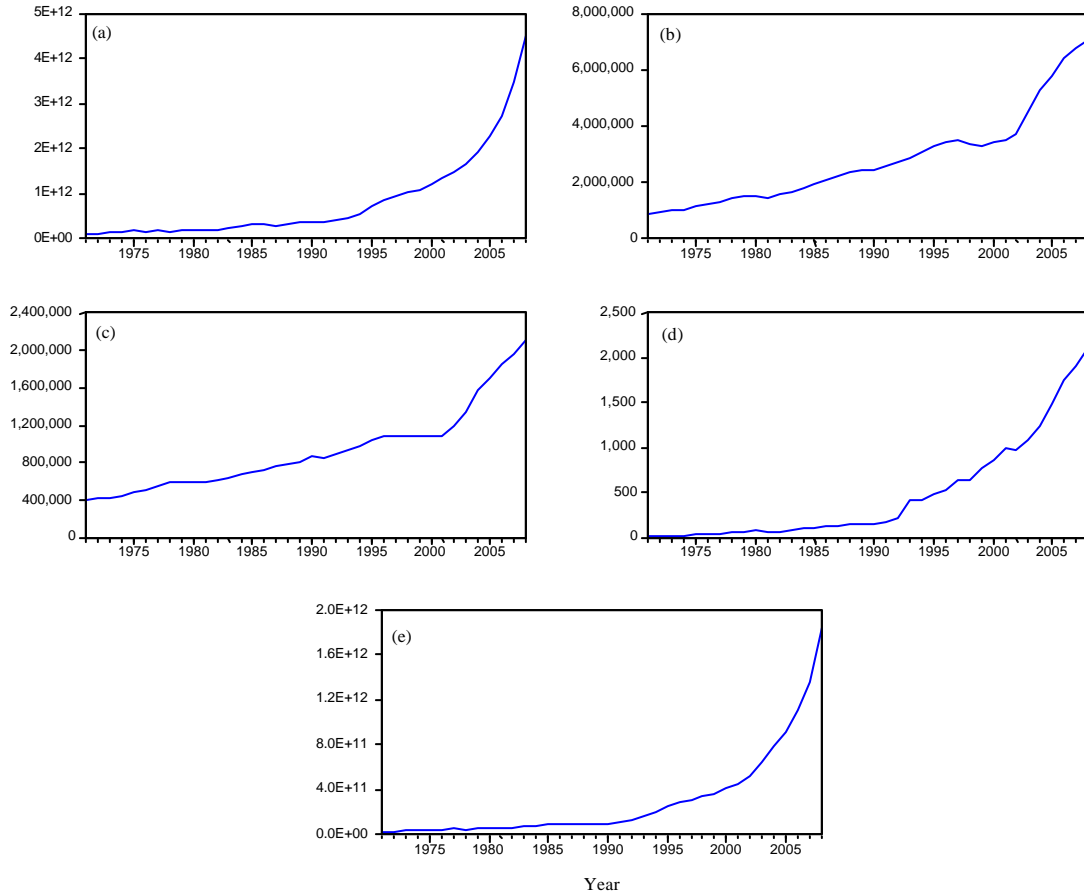 (a)
5E+12
4E+12
3E+12
2E+12
1E+12
0E+00
1975 1980 1985 1990 1995 2000 2005
(b)
8,000,000
6,000,000
4,000,000
2,000,000
0
1975 1980 1985 1990 1995 2000 2005
(c)
2,400,000
2,000,000
1,600,000
1,200,000
800,000
400,000
0
1975 1980 1985 1990 1995 2000 2005
(d)
2,500
2,000
1,500
1,000
500
0
1975 1980 1985 1990 1995 2000 2005
(e)
2.0E+12
1.6E+12
1.2E+12
8.0E+11
4.0E+11
0.0E+00
1975 1980 1985 1990 1995 2000 2005
Year